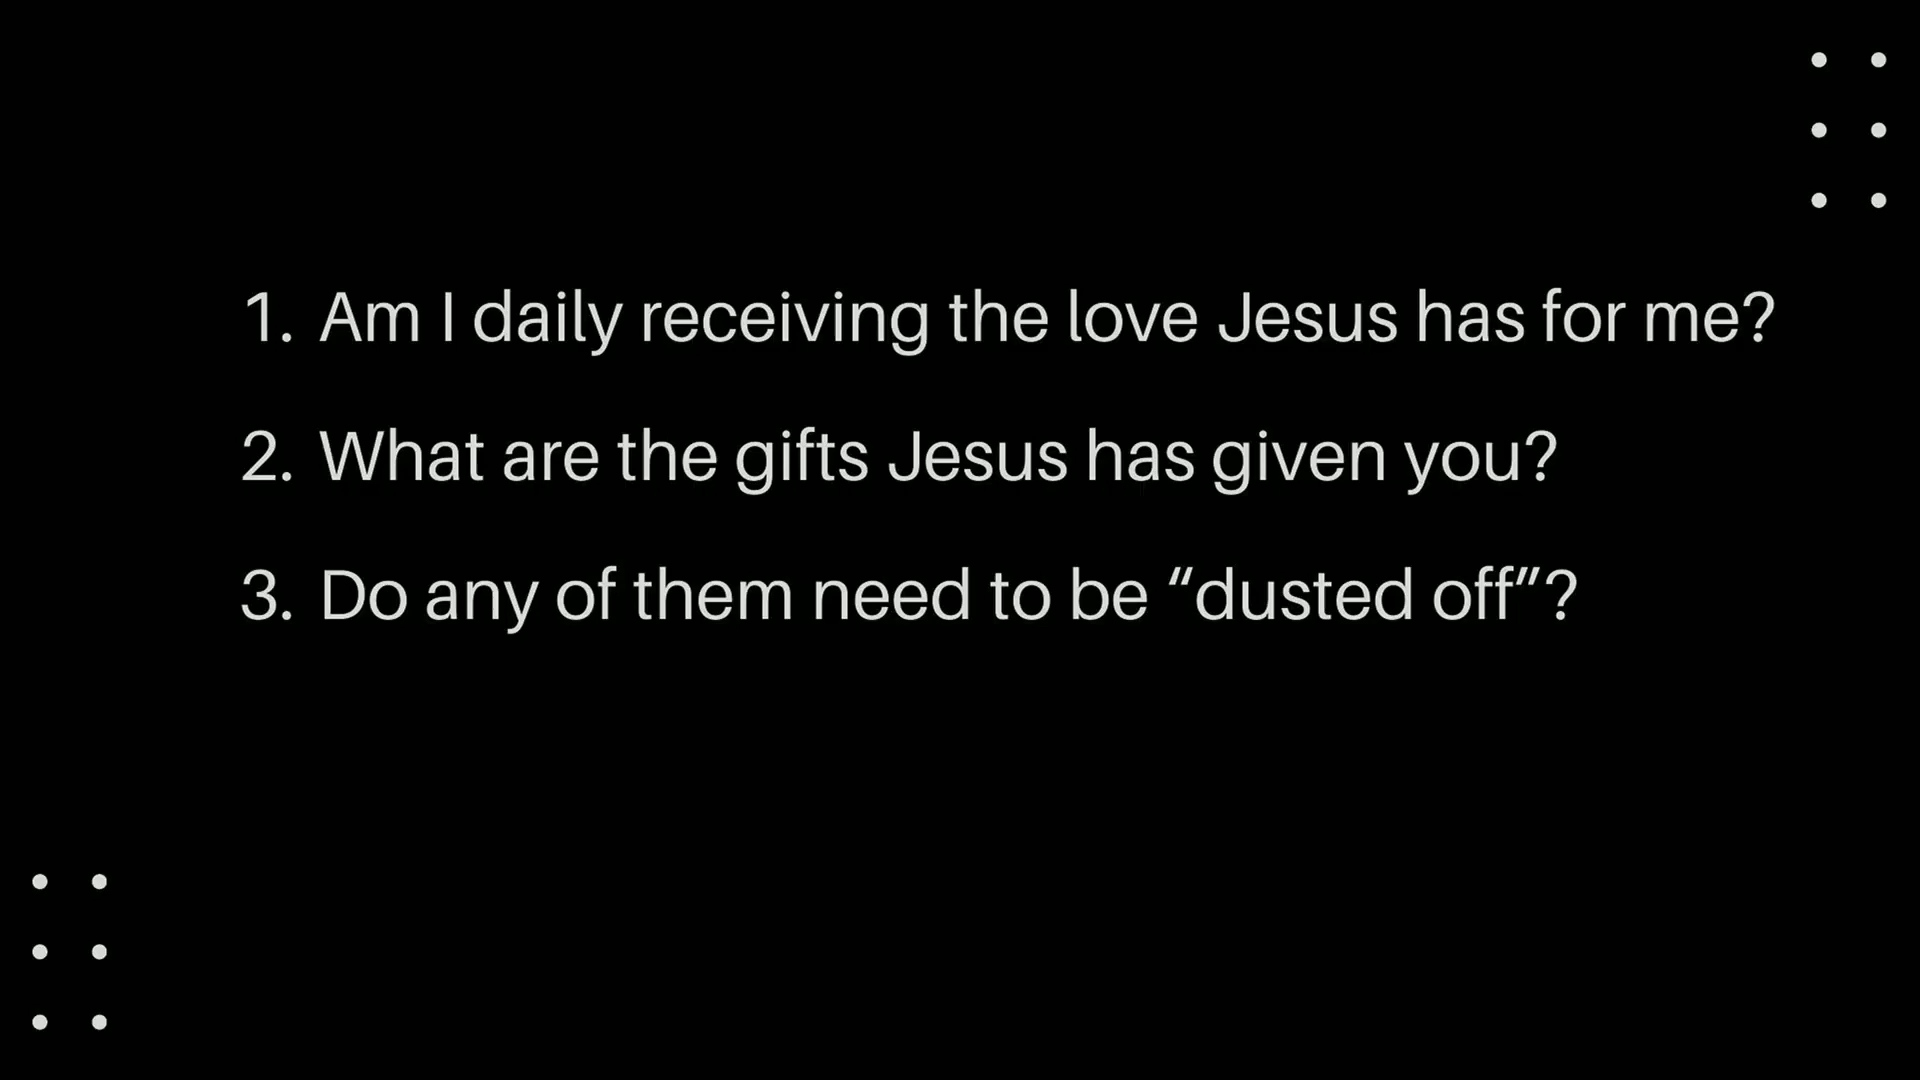 1. Am I daily receiving the love Jesus has for me?
2. What are the gifts Jesus has given you?
3. Do any of them need to be “dusted off”?